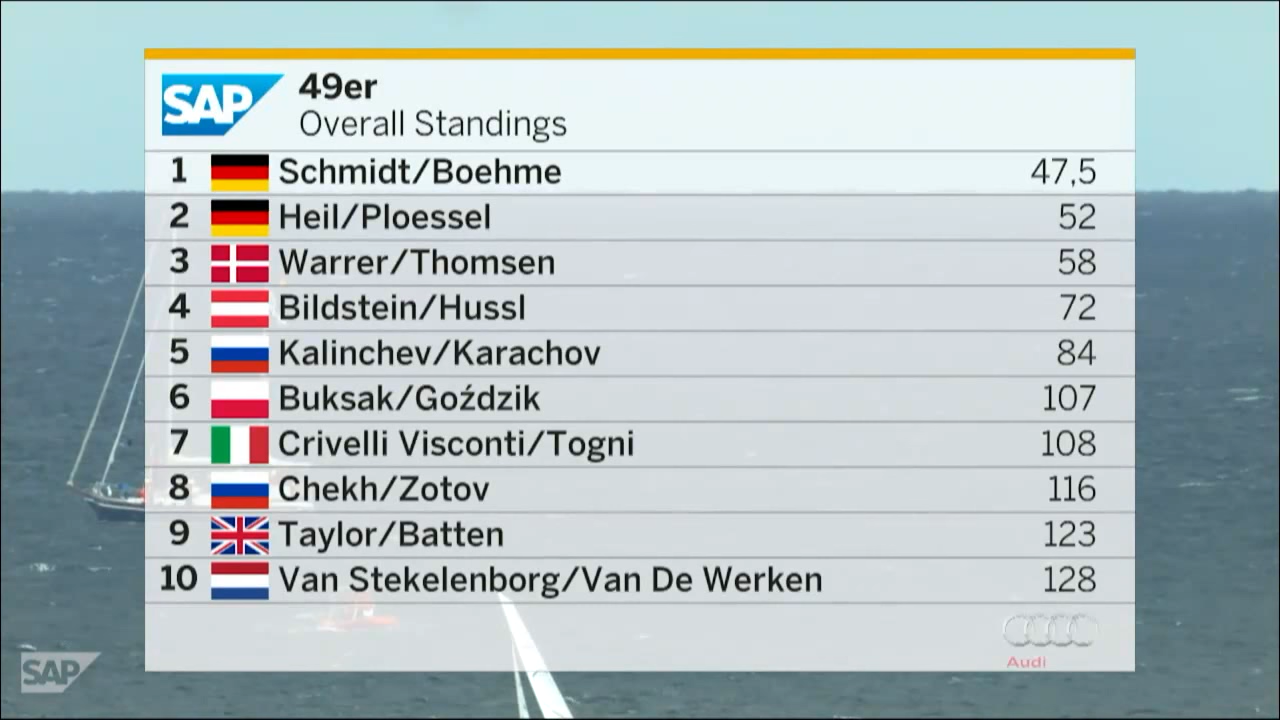 SAP
49er
Overall Standings
1 Schmidt/Boehme 47,5
2 Heil/Ploessel 52
3 Warrer/Thomsen 58
4 Bildstein/Hussl 72
5 Kalinchev/Karachov 84
6 Buksak/Goździk 107
7 Crivelli Visconti/Togni 108
8 Chekh/Zotov 116
9 Taylor/Batten 123
10 Van Stekelenborg/Van De Werken 128
Audi
SAP